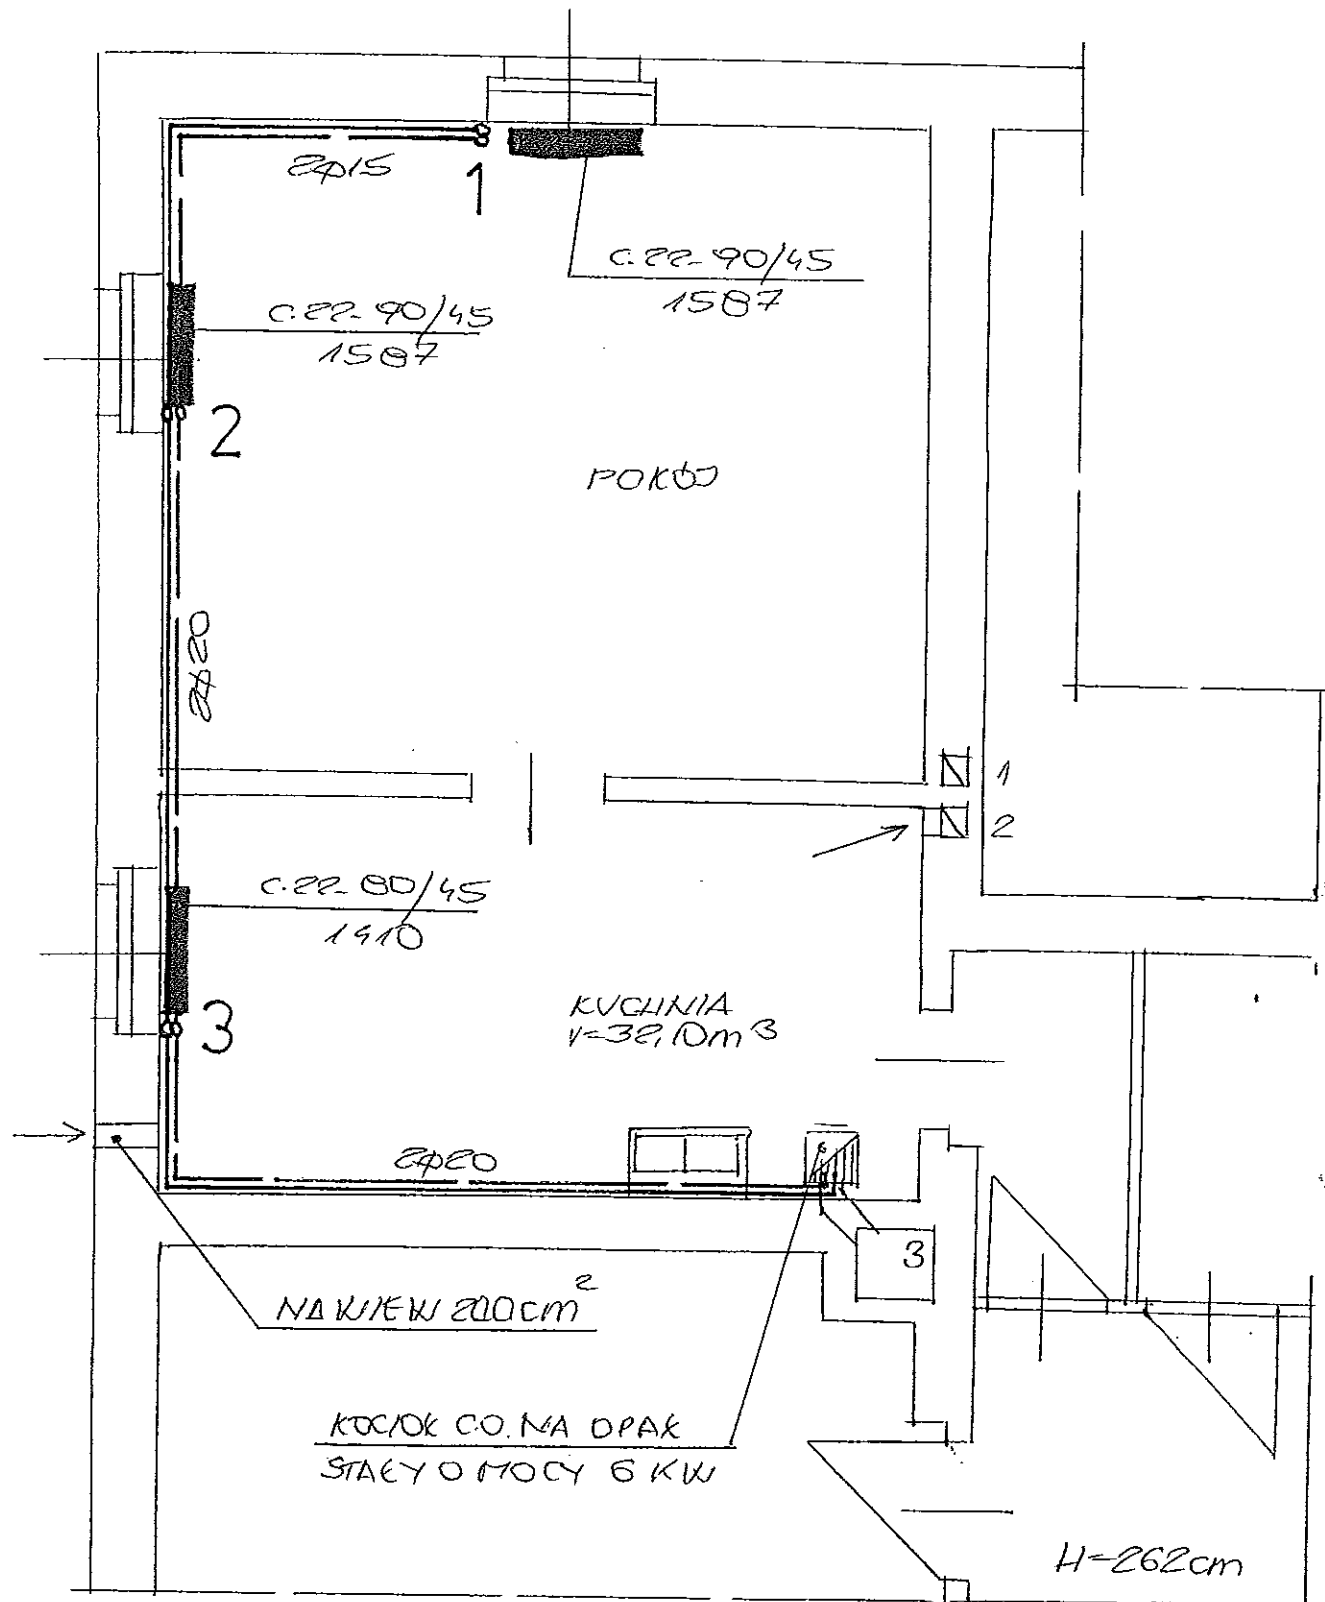 2ϕ15
1
C.22-90/45
1587
C.22-90/45
1587
2
POKÓJ
2ϕ20
1
2
C.22-80/45
1410
KUCHNIA
V=32,10m³
3
2ϕ20
3
NAWIEW 200cm²
KOCIOŁ C.O. NA OPAŁ
STAŁY O MOCY 6 KW
H=262cm